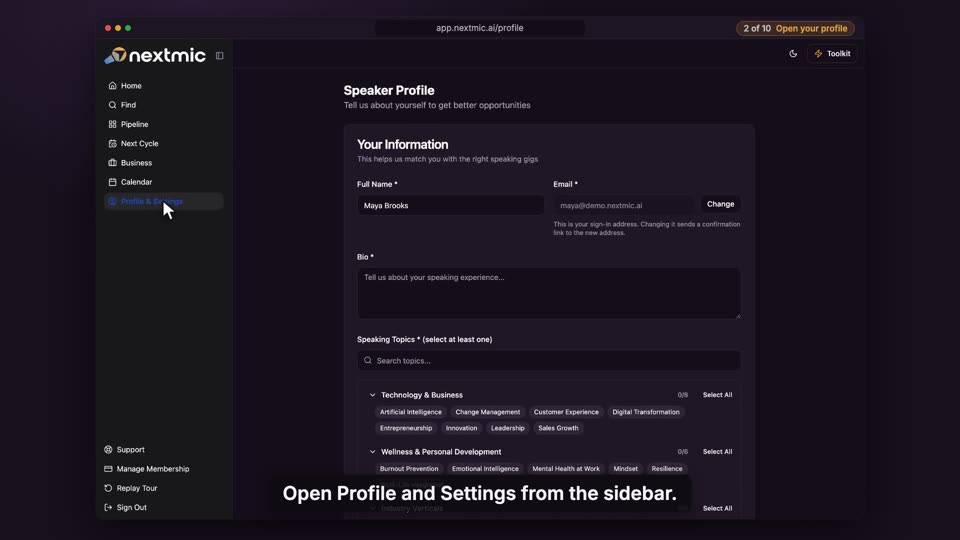 app.nextmic.ai/profile
2 of 10 Open your profile
nextmic
Toolkit
Home
Find
Pipeline
Next Cycle
Business
Calendar
Profile & Settings
Support
Manage Membership
Replay Tour
Sign Out
Speaker Profile
Tell us about yourself to get better opportunities
Your Information
This helps us match you with the right speaking gigs
Full Name *
Maya Brooks
Email *
maya@demo.nextmic.ai
Change
This is your sign-in address. Changing it sends a confirmation
link to the new address.
Bio *
Tell us about your speaking experience...
Speaking Topics * (select at least one)
Search topics...
Technology & Business
0/8
Select All
Artificial Intelligence Change Management Customer Experience Digital Transformation
Entrepreneurship Innovation Leadership Sales Growth
Wellness & Personal Development
0/6
Select All
Burnout Prevention Emotional Intelligence Mental Health at Work Mindset Resilience
Open Profile and Settings from the sidebar.
Industry Verticals
Select All